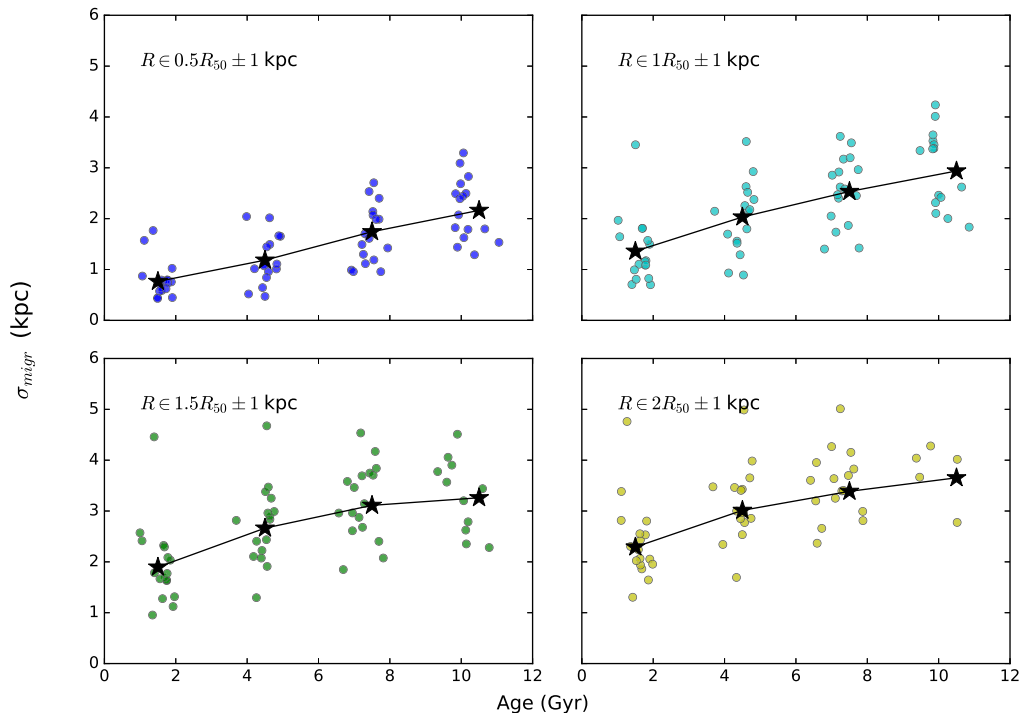 6
5
4
3
2
1
0
R ∈ 0.5R₅₀ ± 1 kpc
R ∈ 1R₅₀ ± 1 kpc
σ_migr (kpc)
6
5
4
3
2
1
0
R ∈ 1.5R₅₀ ± 1 kpc
R ∈ 2R₅₀ ± 1 kpc
0 2 4 6 8 10 12
0 2 4 6 8 10 12
Age (Gyr)